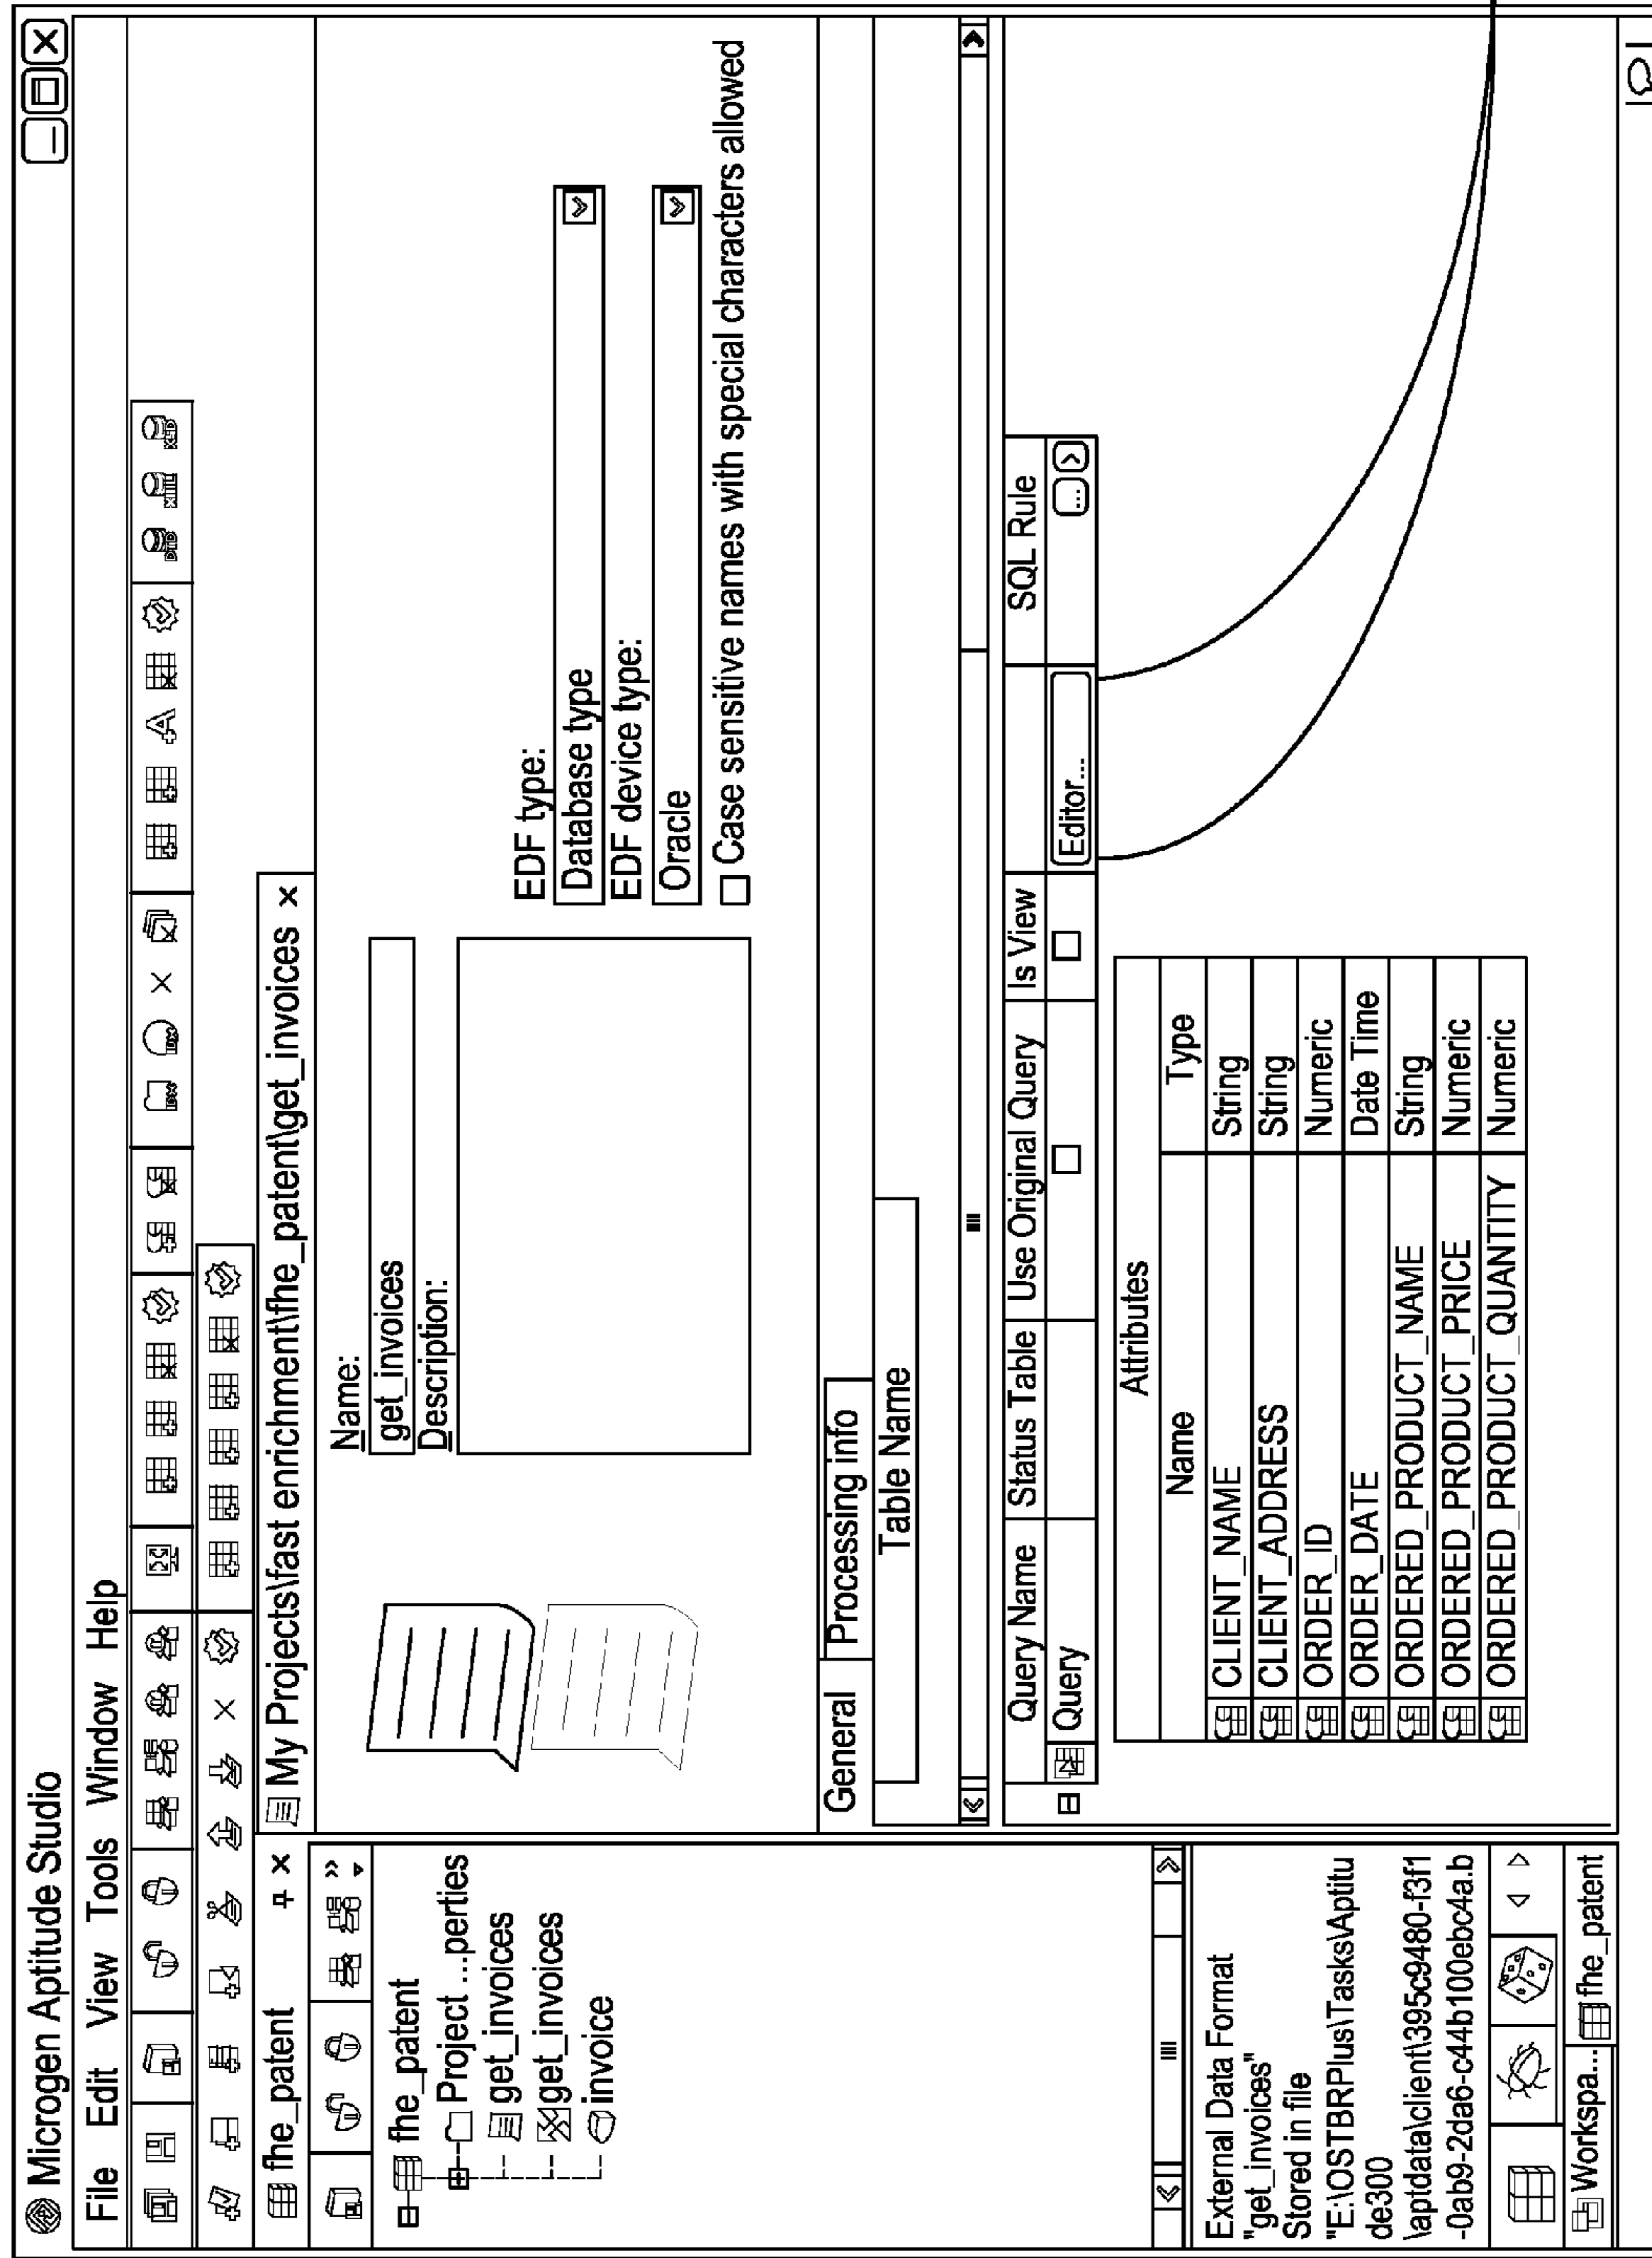 Microgen Aptitude Studio
File Edit View Tools Window Help
fhe_patent
My Projects\fast enrichment\fhe_patent\get_invoices ×
fhe_patent
Project ...perties
get_invoices
get_invoices
invoice
Name:
get_invoices
Description:
EDF type:
Database type
EDF device type:
Oracle
Case sensitive names with special characters allowed
General Processing info
Table Name
Query Name Status Table Use Original Query Is View SQL Rule
Query Editor... ...
Attributes
Name Type
CLIENT_NAME String
CLIENT_ADDRESS String
ORDER_ID Numeric
ORDER_DATE Date Time
ORDERED_PRODUCT_NAME String
ORDERED_PRODUCT_PRICE Numeric
ORDERED_PRODUCT_QUANTITY Numeric
External Data Format
"get_invoices"
Stored in file
"E:\OSTBRPlus\Tasks\Aptitu
de300
\aptdata\client\395c9480-f3f1
-0ab9-2da6-c44b100ebc4a.b
Workspa... fhe_patent